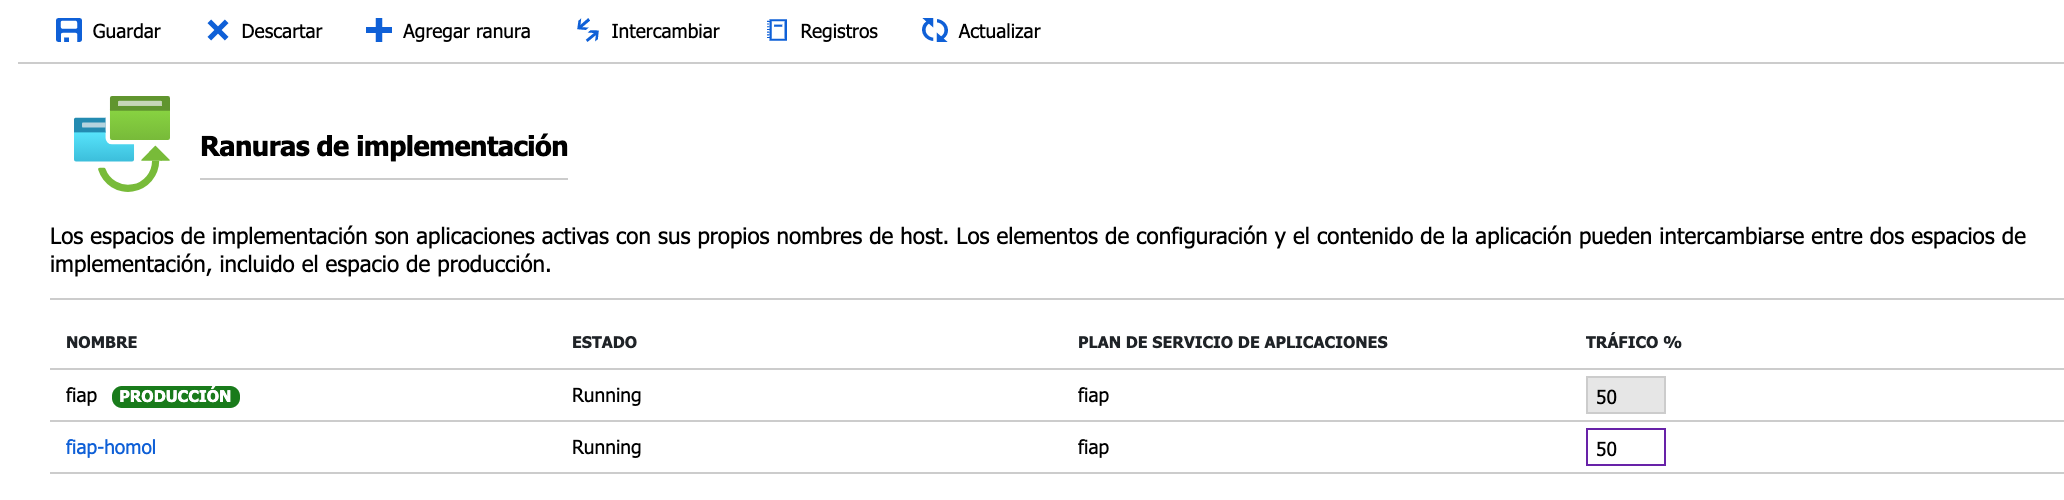 Guardar Descartar Agregar ranura Intercambiar Registros Actualizar
Ranuras de implementación
Los espacios de implementación son aplicaciones activas con sus propios nombres de host. Los elementos de configuración y el contenido de la aplicación pueden intercambiarse entre dos espacios de
implementación, incluido el espacio de producción.
NOMBRE ESTADO PLAN DE SERVICIO DE APLICACIONES TRÁFICO %
fiap PRODUCCIÓN Running fiap 50
fiap-homol Running fiap 50